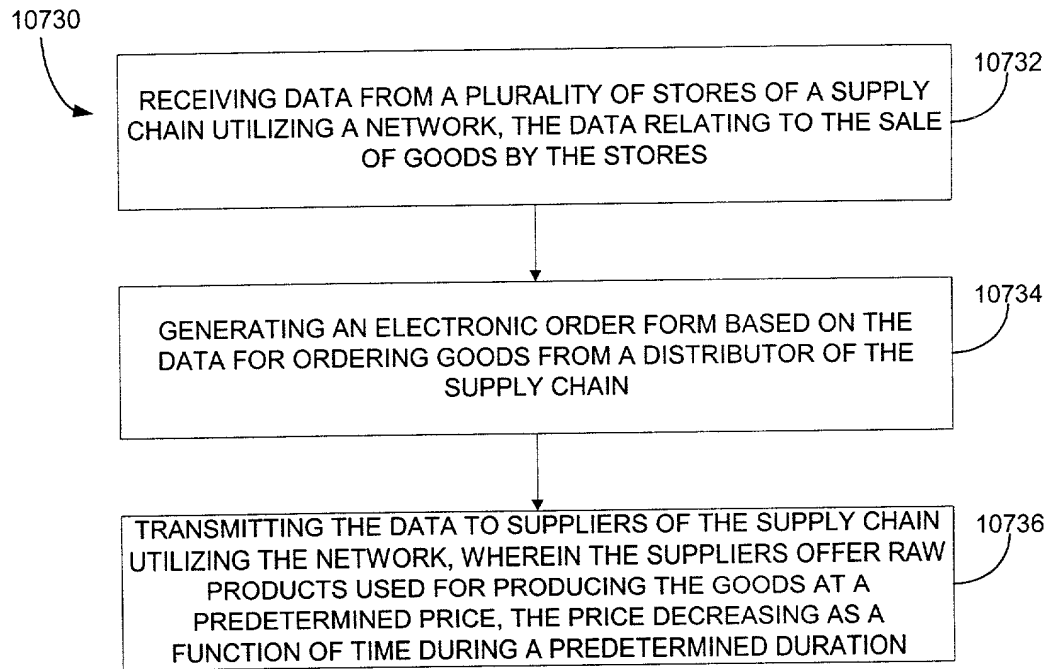 10730
10732
RECEIVING DATA FROM A PLURALITY OF STORES OF A SUPPLY
CHAIN UTILIZING A NETWORK, THE DATA RELATING TO THE SALE
OF GOODS BY THE STORES
10734
GENERATING AN ELECTRONIC ORDER FORM BASED ON THE
DATA FOR ORDERING GOODS FROM A DISTRIBUTOR OF THE
SUPPLY CHAIN
10736
TRANSMITTING THE DATA TO SUPPLIERS OF THE SUPPLY CHAIN
UTILIZING THE NETWORK, WHEREIN THE SUPPLIERS OFFER RAW
PRODUCTS USED FOR PRODUCING THE GOODS AT A
PREDETERMINED PRICE, THE PRICE DECREASING AS A
FUNCTION OF TIME DURING A PREDETERMINED DURATION